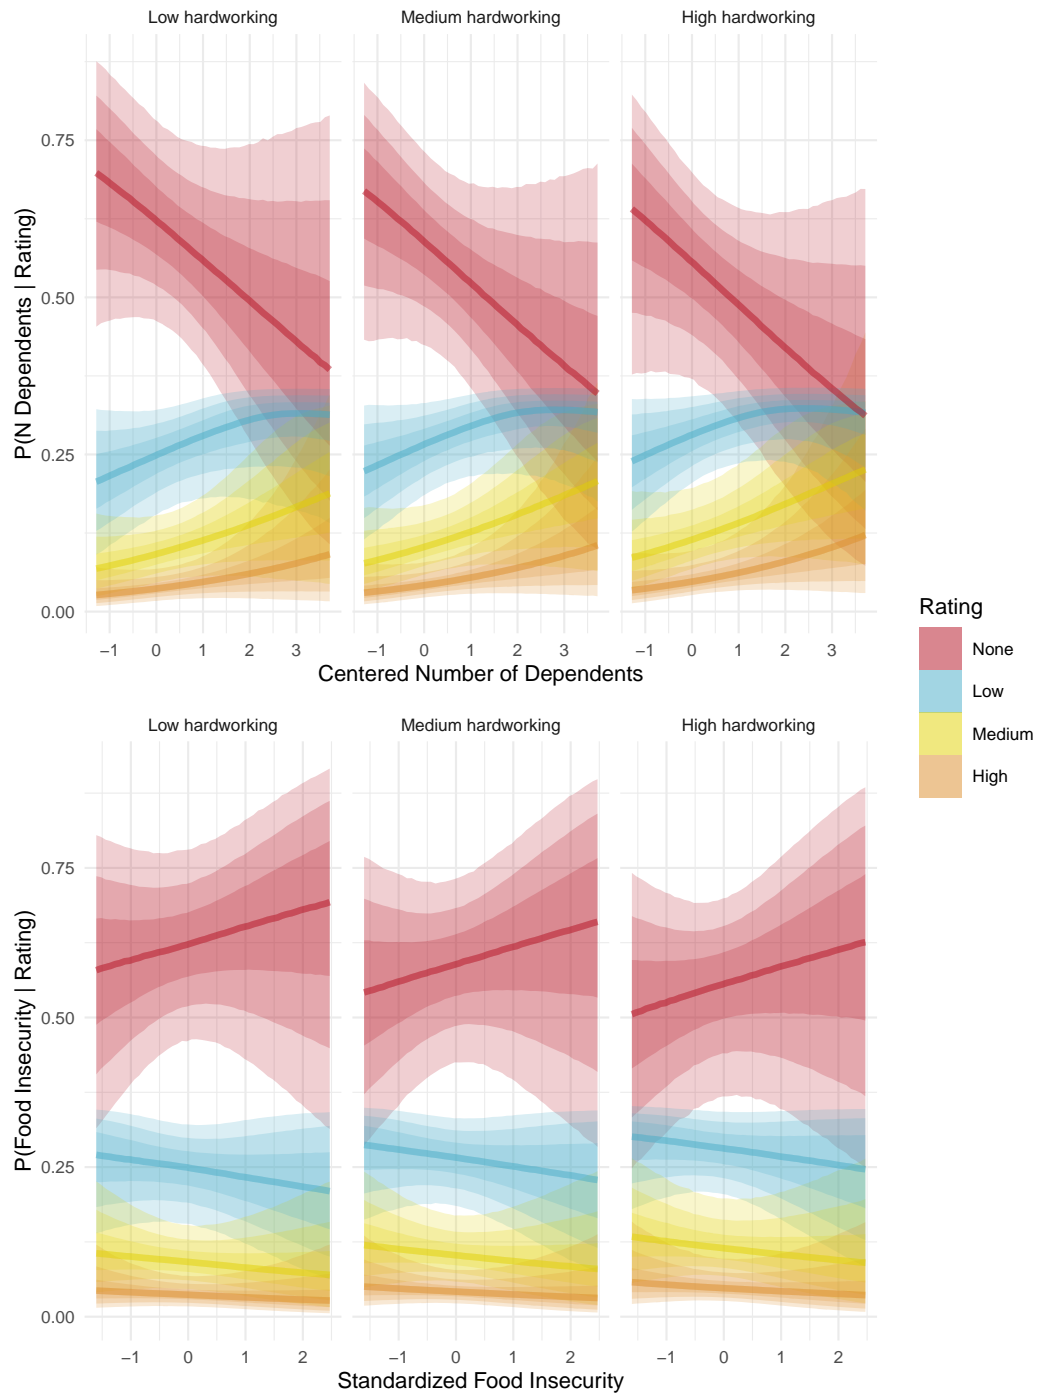 Low hardworking Medium hardworking High hardworking
0.75
0.50
0.25
0.00
P(N Dependents | Rating)
−1 0 1 2 3 −1 0 1 2 3 −1 0 1 2 3
Centered Number of Dependents
Rating
None
Low
Medium
High
Low hardworking Medium hardworking High hardworking
0.75
0.50
0.25
0.00
P(Food Insecurity | Rating)
−1 0 1 2 −1 0 1 2 −1 0 1 2
Standardized Food Insecurity